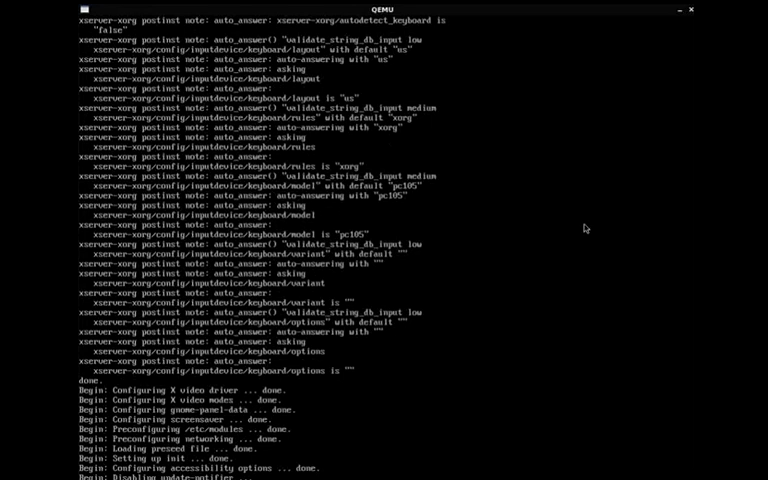 QEMU
xserver-xorg postinst note: auto_answer: xserver-xorg/autodetect_keyboard is
"false"
xserver-xorg postinst note: auto_answer() "validate_string_db_input low
xserver-xorg/config/inputdevice/keyboard/layout" with default "us"
xserver-xorg postinst note: auto_answer: auto-answering with "us"
xserver-xorg postinst note: auto_answer: asking
xserver-xorg/config/inputdevice/keyboard/layout
xserver-xorg postinst note: auto_answer:
xserver-xorg/config/inputdevice/keyboard/layout is "us"
xserver-xorg postinst note: auto_answer() "validate_string_db_input medium
xserver-xorg/config/inputdevice/keyboard/rules" with default "xorg"
xserver-xorg postinst note: auto_answer: auto-answering with "xorg"
xserver-xorg postinst note: auto_answer: asking
xserver-xorg/config/inputdevice/keyboard/rules
xserver-xorg postinst note: auto_answer:
xserver-xorg/config/inputdevice/keyboard/rules is "xorg"
xserver-xorg postinst note: auto_answer() "validate_string_db_input medium
xserver-xorg/config/inputdevice/keyboard/model" with default "pc105"
xserver-xorg postinst note: auto_answer: auto-answering with "pc105"
xserver-xorg postinst note: auto_answer: asking
xserver-xorg/config/inputdevice/keyboard/model
xserver-xorg postinst note: auto_answer:
xserver-xorg/config/inputdevice/keyboard/model is "pc105"
xserver-xorg postinst note: auto_answer() "validate_string_db_input low
xserver-xorg/config/inputdevice/keyboard/variant" with default ""
xserver-xorg postinst note: auto_answer: auto-answering with ""
xserver-xorg postinst note: auto_answer: asking
xserver-xorg/config/inputdevice/keyboard/variant
xserver-xorg postinst note: auto_answer:
xserver-xorg/config/inputdevice/keyboard/variant is ""
xserver-xorg postinst note: auto_answer() "validate_string_db_input low
xserver-xorg/config/inputdevice/keyboard/options" with default ""
xserver-xorg postinst note: auto_answer: auto-answering with ""
xserver-xorg postinst note: auto_answer: asking
xserver-xorg/config/inputdevice/keyboard/options
xserver-xorg postinst note: auto_answer:
xserver-xorg/config/inputdevice/keyboard/options is ""
done.
Begin: Configuring X video driver ... done.
Begin: Configuring X video modes ... done.
Begin: Configuring gnome-panel-data ... done.
Begin: Configuring screensaver ... done.
Begin: Preconfiguring /etc/modules ... done.
Begin: Preconfiguring networking ... done.
Begin: Loading preseed file ... done.
Begin: Setting up init ... done.
Begin: Configuring accessibility options ... done.
Begin: Disabling update-notifier ...